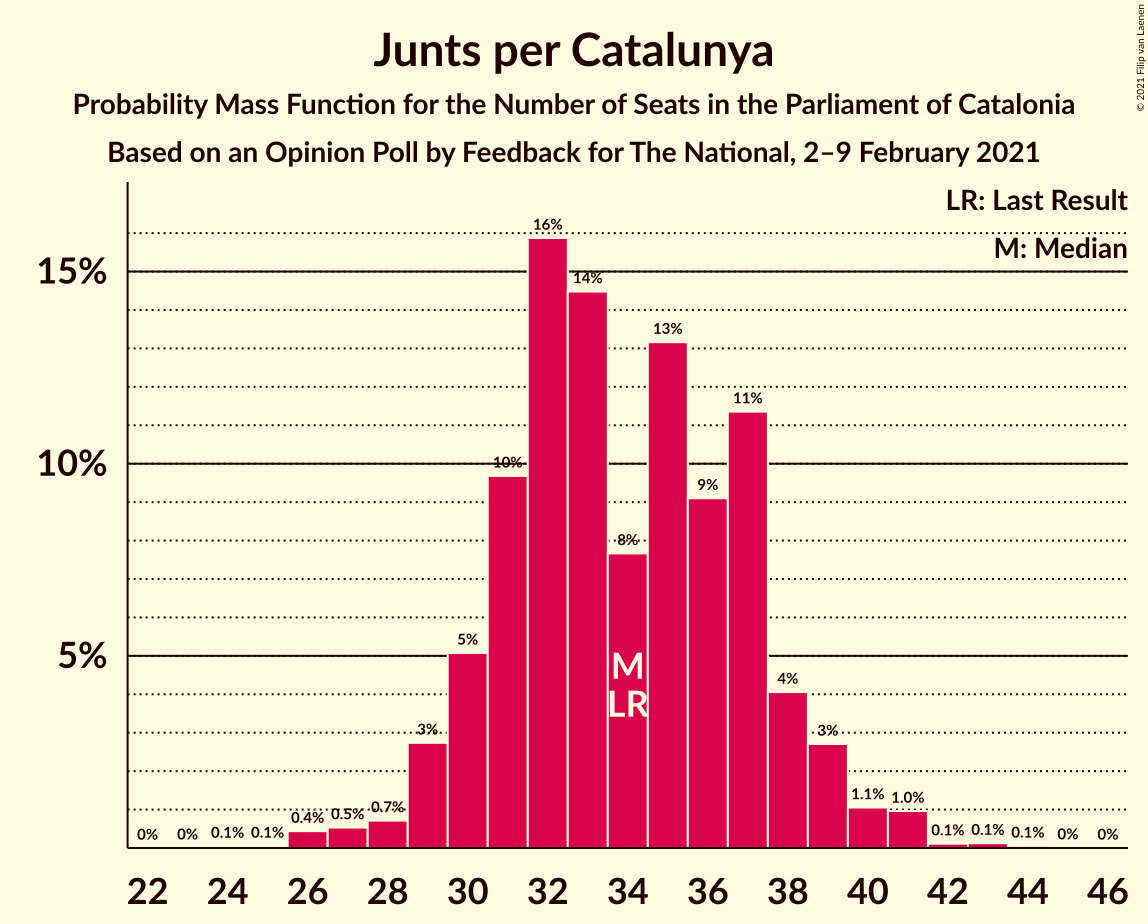 Junts per Catalunya
Probability Mass Function for the Number of Seats in the Parliament of Catalonia
Based on an Opinion Poll by Feedback for The National, 2–9 February 2021
© 2021 Filip van Laenen
LR: Last Result
M: Median
15%
10%
5%
0% 0% 0.1% 0.1% 0.4% 0.5% 0.7% 3% 5% 10% 16% 14% 8% 13% 9% 11% 4% 3% 1.1% 1.0% 0.1% 0.1% 0.1% 0% 0%
M
LR
22 24 26 28 30 32 34 36 38 40 42 44 46